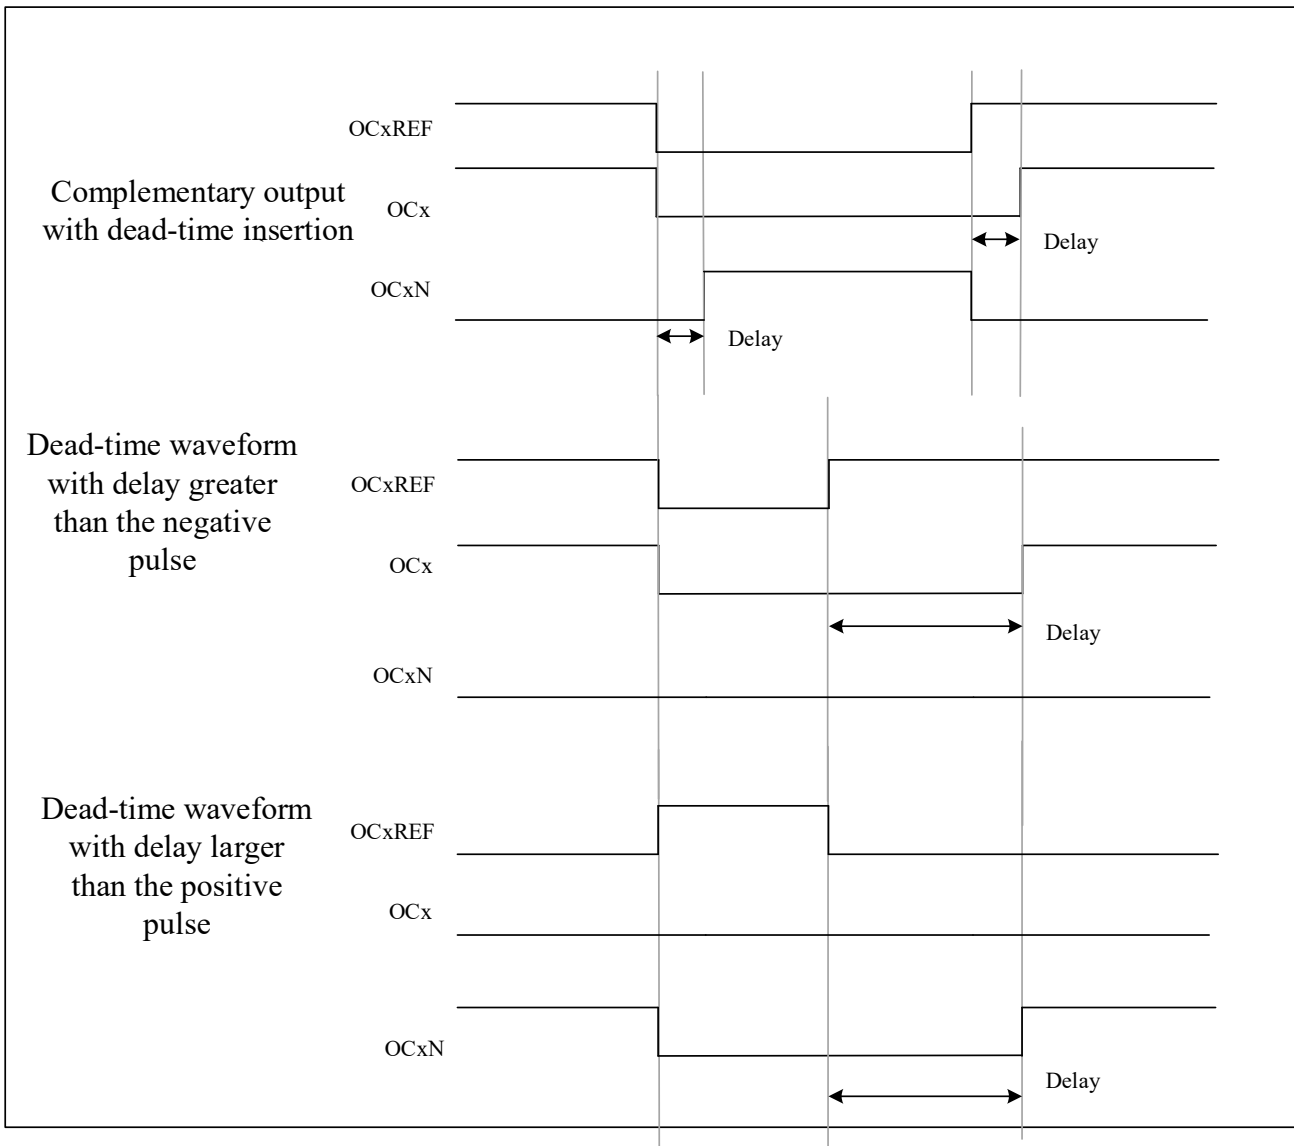 OCxREF
Complementary output
with dead-time insertion
OCx
Delay
OCxN
Delay
Dead-time waveform
with delay greater
than the negative
pulse
OCxREF
OCx
Delay
OCxN
Dead-time waveform
with delay larger
than the positive
pulse
OCxREF
OCx
OCxN
Delay